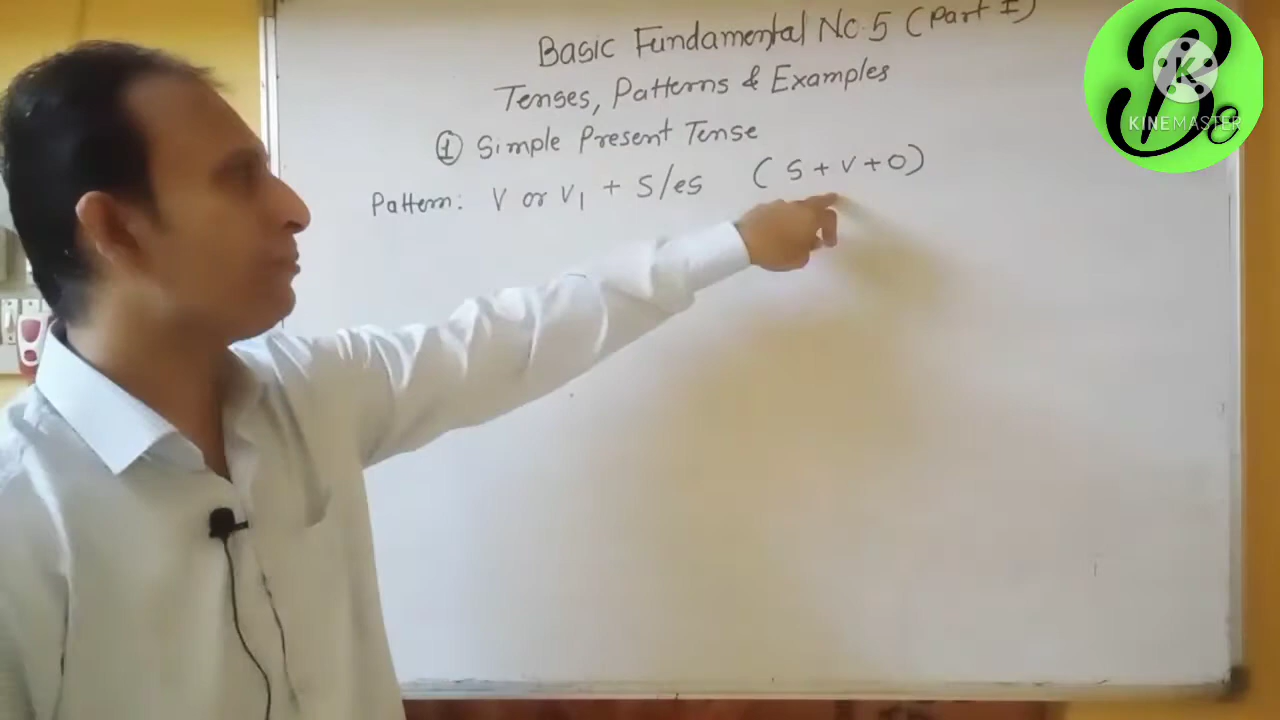 Basic Fundamental No.5 (Part I)
Tenses, Patterns & Examples
① Simple Present Tense
Pattern: V or V₁ + S/es (S + V + O)
K
KINEMASTER